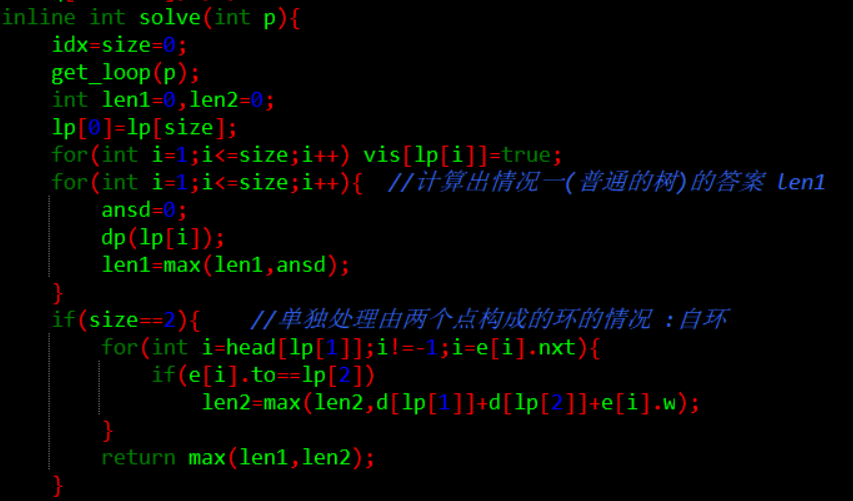 inline int solve(int p){
idx=size=0;
get_loop(p);
int len1=0,len2=0;
lp[0]=lp[size];
for(int i=1;i<=size;i++) vis[lp[i]]=true;
for(int i=1;i<=size;i++){ //计算出情况一(普通的树)的答案 len1
ansd=0;
dp(lp[i]);
len1=max(len1,ansd);
}
if(size==2){ //单独处理由两个点构成的环的情况 :自环
for(int i=head[lp[1]];i!=-1;i=e[i].nxt){
if(e[i].to==lp[2])
len2=max(len2,d[lp[1]]+d[lp[2]]+e[i].w);
}
return max(len1,len2);
}